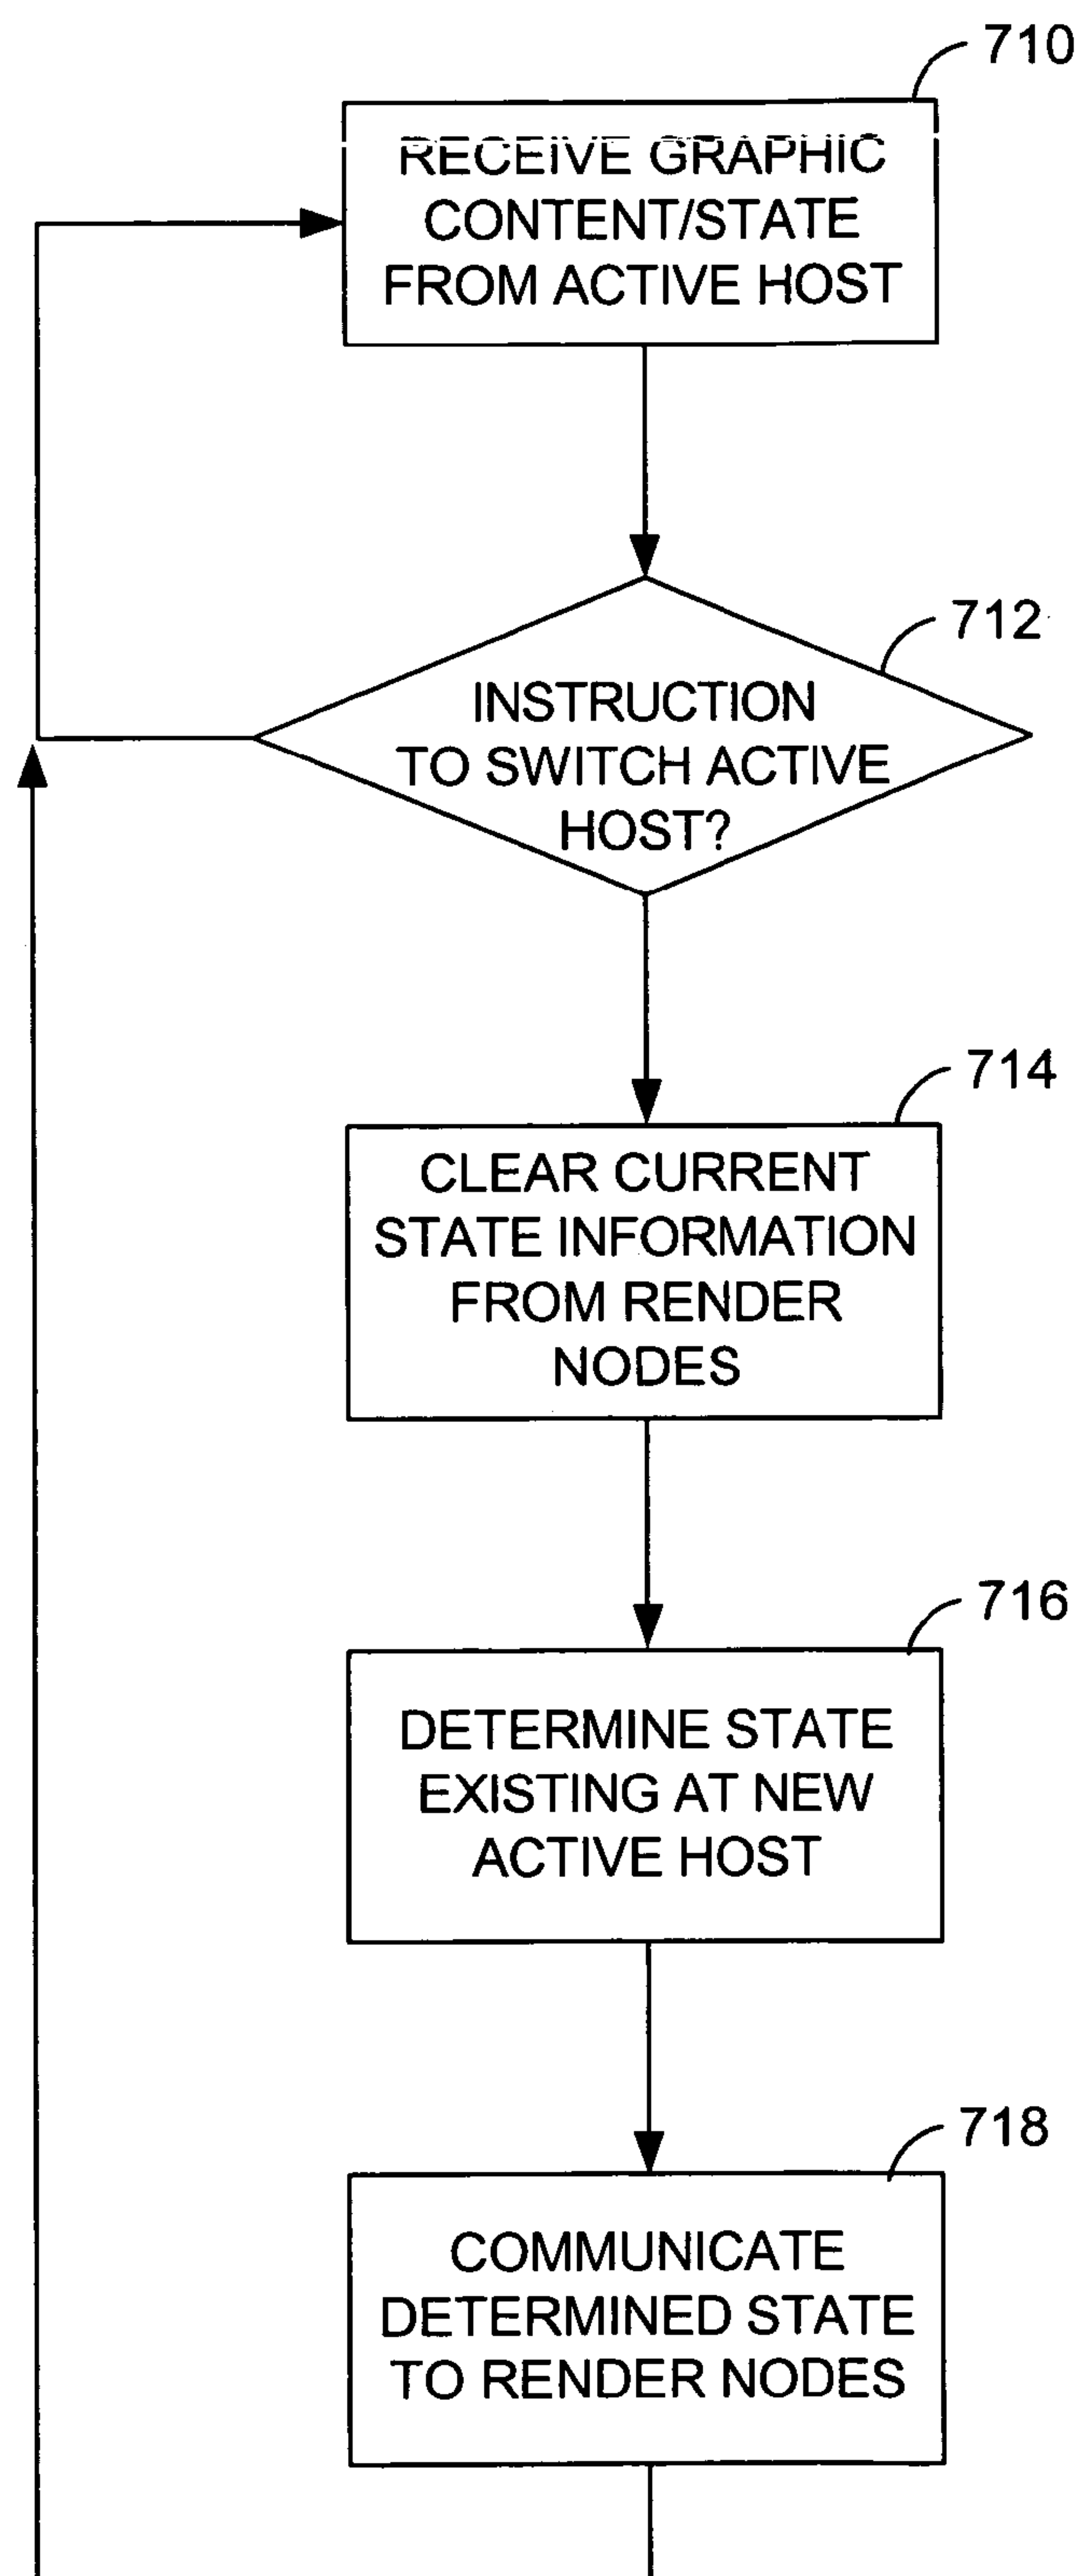 710
RECEIVE GRAPHIC
CONTENT/STATE
FROM ACTIVE HOST
712
INSTRUCTION
TO SWITCH ACTIVE
HOST?
714
CLEAR CURRENT
STATE INFORMATION
FROM RENDER
NODES
716
DETERMINE STATE
EXISTING AT NEW
ACTIVE HOST
718
COMMUNICATE
DETERMINED STATE
TO RENDER NODES